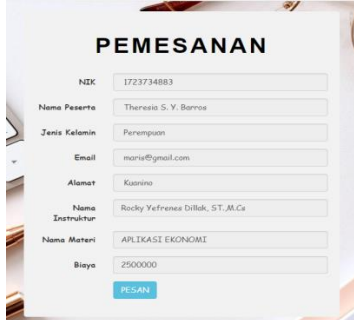 PEMESANAN
NIK 1723734883
Nama Peserta Theresia S. Y. Barros
Jenis Kelamin Perempuan
Email maris@gmail.com
Alamat Kuanino
Nama Instruktur Rocky Yefrenes Dillak, ST.,M.Cs
Nama Materi APLIKASI EKONOMI
Biaya 2500000
PESAN